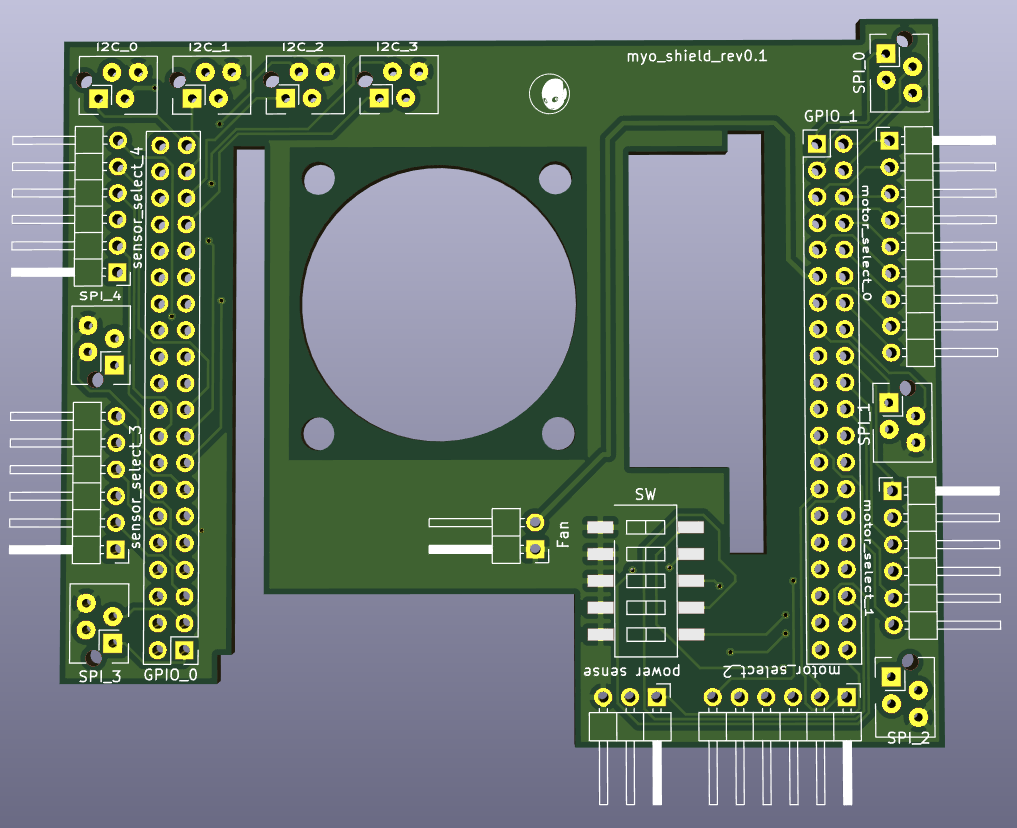 I2C_0
I2C_1
I2C_2
I2C_3
myo_shield_rev0.1
SPI_0
GPIO_1
sensor_select_4
motor_select_0
SPI_4
SPI_1
sensor_select_3
SW
Fan
motor_select_1
power sense
motor_select_2
SPI_3
GPIO_0
SPI_2